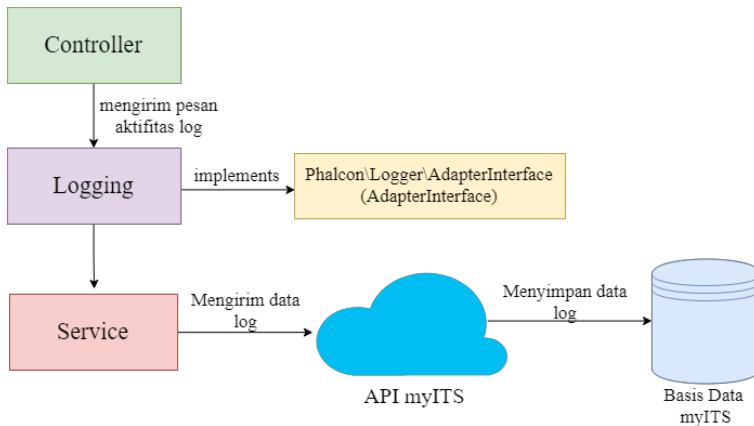 Controller
mengirim pesan
aktifitas log
Logging
implements
Phalcon\Logger\AdapterInterface
(AdapterInterface)
Service
Mengirim data
log
API myITS
Menyimpan data
log
Basis Data
myITS